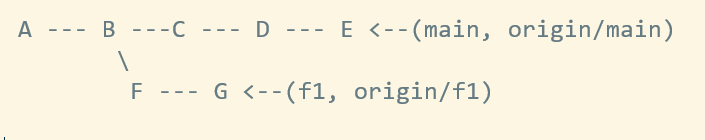 A --- B ---C --- D --- E <--(main, origin/main)
\
F --- G <--(f1, origin/f1)